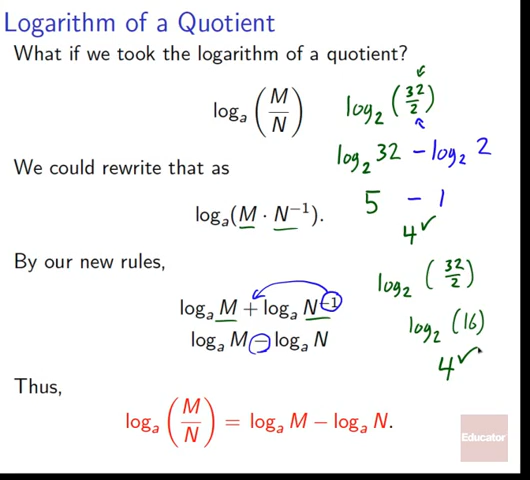 Logarithm of a Quotient
What if we took the logarithm of a quotient?
logₐ(M/N)
We could rewrite that as
logₐ(M · N⁻¹).
By our new rules,
logₐ M + logₐ N⁻¹
logₐ M − logₐ N
Thus,
logₐ(M/N) = logₐ M − logₐ N.
log₂(32/2)
log₂ 32 − log₂ 2
5 − 1
4 ✓
log₂(32/2)
log₂(16)
4 ✓
Educator